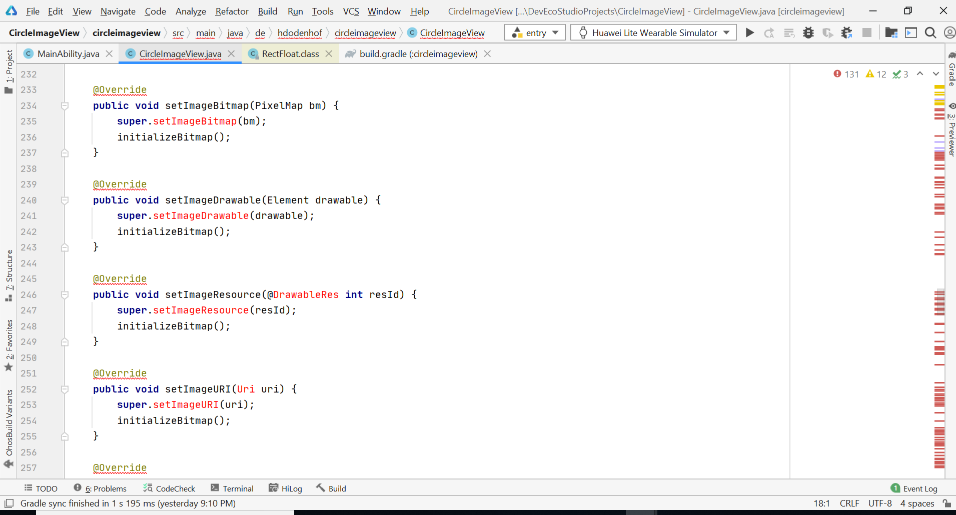 File Edit View Navigate Code Analyze Refactor Build Run Tools VCS Window Help CircleImageView [...\DevEcoStudioProjects\CircleImageView] - CircleImageView.java [circleimageview]
CircleImageView src main java de hdodenhof circleimageview CircleImageView entry Huawei Lite Wearable Simulator
MainAbility.java CircleImageView.java RectFloat.class build.gradle (:circleimageview)
1: Project
7: Structure
2: Favorites
OhosBuild Variants
131 12 3
232
233 @Override
234 public void setImageBitmap(PixelMap bm) {
235 super.setImageBitmap(bm);
236 initializeBitmap();
237 }
238
239 @Override
240 public void setImageDrawable(Element drawable) {
241 super.setImageDrawable(drawable);
242 initializeBitmap();
243 }
244
245 @Override
246 public void setImageResource(@DrawableRes int resId) {
247 super.setImageResource(resId);
248 initializeBitmap();
249 }
250
251 @Override
252 public void setImageURI(Uri uri) {
253 super.setImageURI(uri);
254 initializeBitmap();
255 }
256
257 @Override
Gradle
3: Previewer
TODO 6: Problems CodeCheck Terminal HiLog Build 1 Event Log
Gradle sync finished in 1 s 195 ms (yesterday 9:10 PM) 18:1 CRLF UTF-8 4 spaces